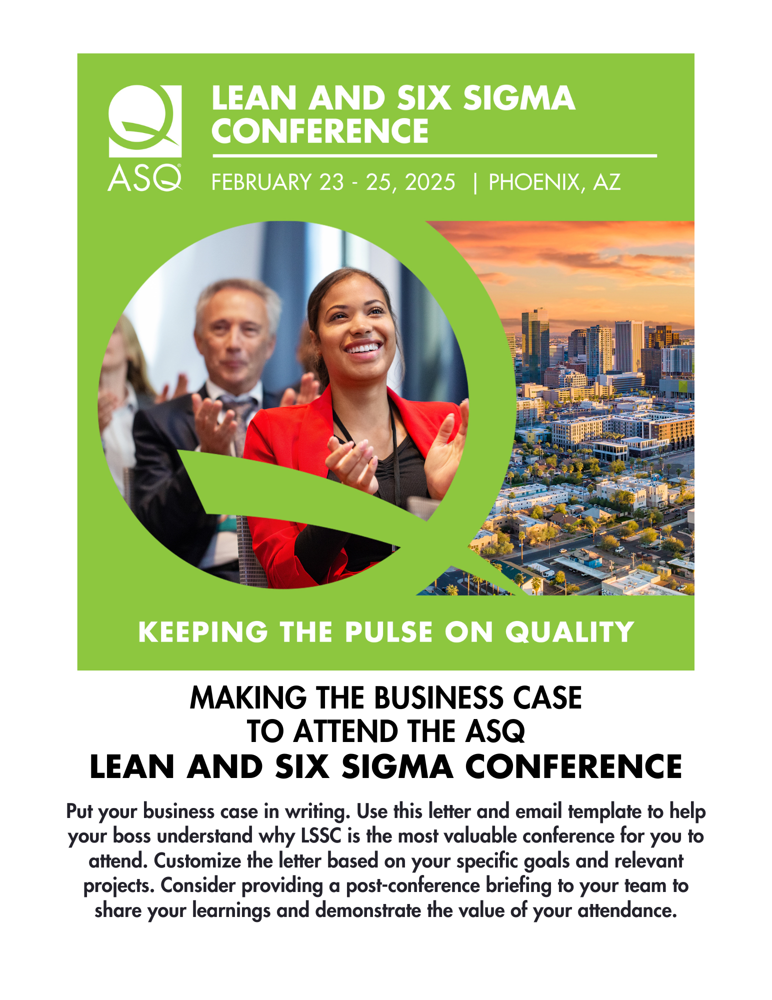 LEAN AND SIX SIGMA
CONFERENCE
ASQ®
FEBRUARY 23 - 25, 2025 | PHOENIX, AZ
KEEPING THE PULSE ON QUALITY
MAKING THE BUSINESS CASE
TO ATTEND THE ASQ
LEAN AND SIX SIGMA CONFERENCE
Put your business case in writing. Use this letter and email template to help
your boss understand why LSSC is the most valuable conference for you to
attend. Customize the letter based on your specific goals and relevant
projects. Consider providing a post-conference briefing to your team to
share your learnings and demonstrate the value of your attendance.